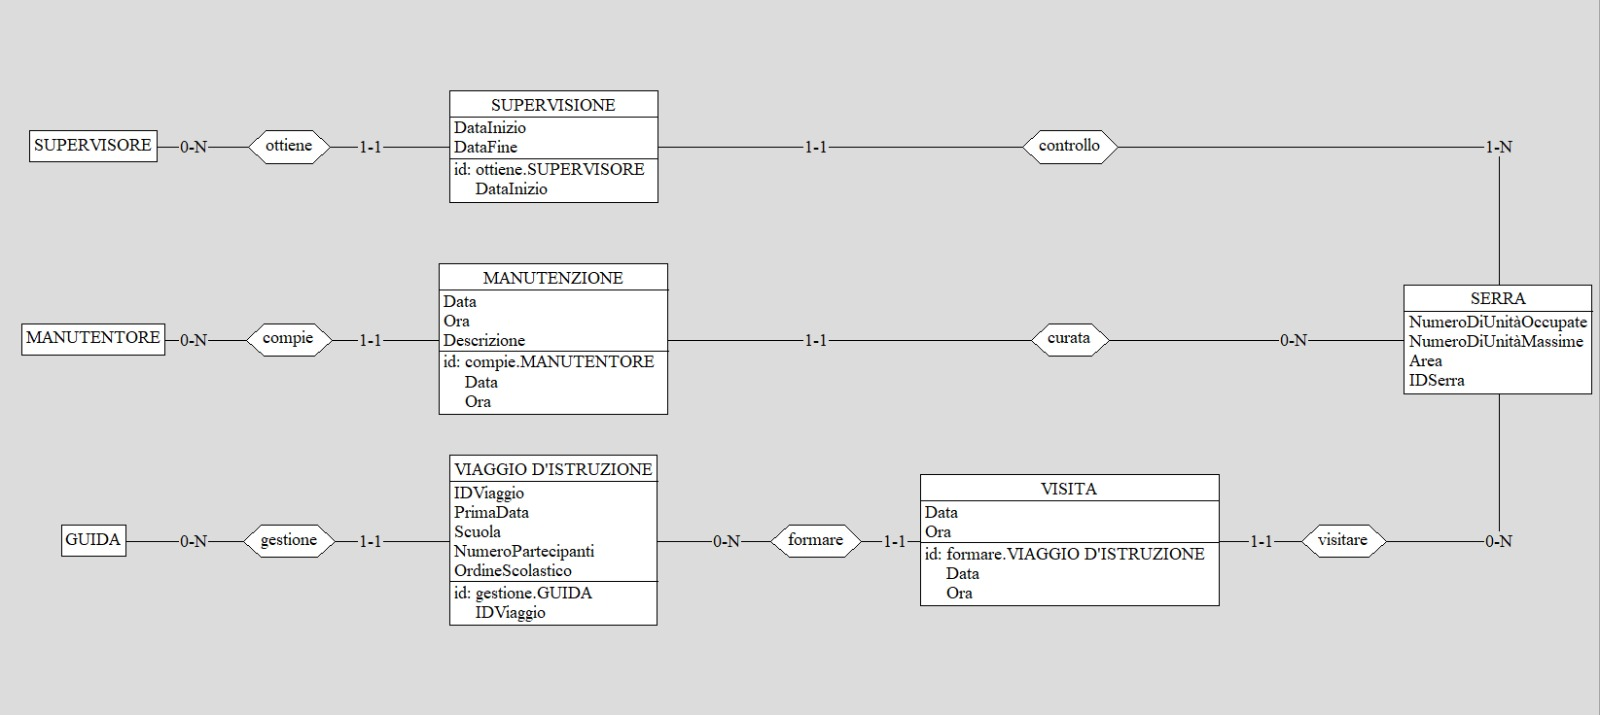 SUPERVISORE
0-N
ottiene
1-1
SUPERVISIONE
DataInizio
DataFine
id: ottiene.SUPERVISORE
DataInizio
1-1
controllo
1-N
MANUTENTORE
0-N
compie
1-1
MANUTENZIONE
Data
Ora
Descrizione
id: compie.MANUTENTORE
Data
Ora
1-1
curata
0-N
SERRA
NumeroDiUnitàOccupate
NumeroDiUnitàMassime
Area
IDSerra
GUIDA
0-N
gestione
1-1
VIAGGIO D'ISTRUZIONE
IDViaggio
PrimaData
Scuola
NumeroPartecipanti
OrdineScolastico
id: gestione.GUIDA
IDViaggio
0-N
formare
1-1
VISITA
Data
Ora
id: formare.VIAGGIO D'ISTRUZIONE
Data
Ora
1-1
visitare
0-N